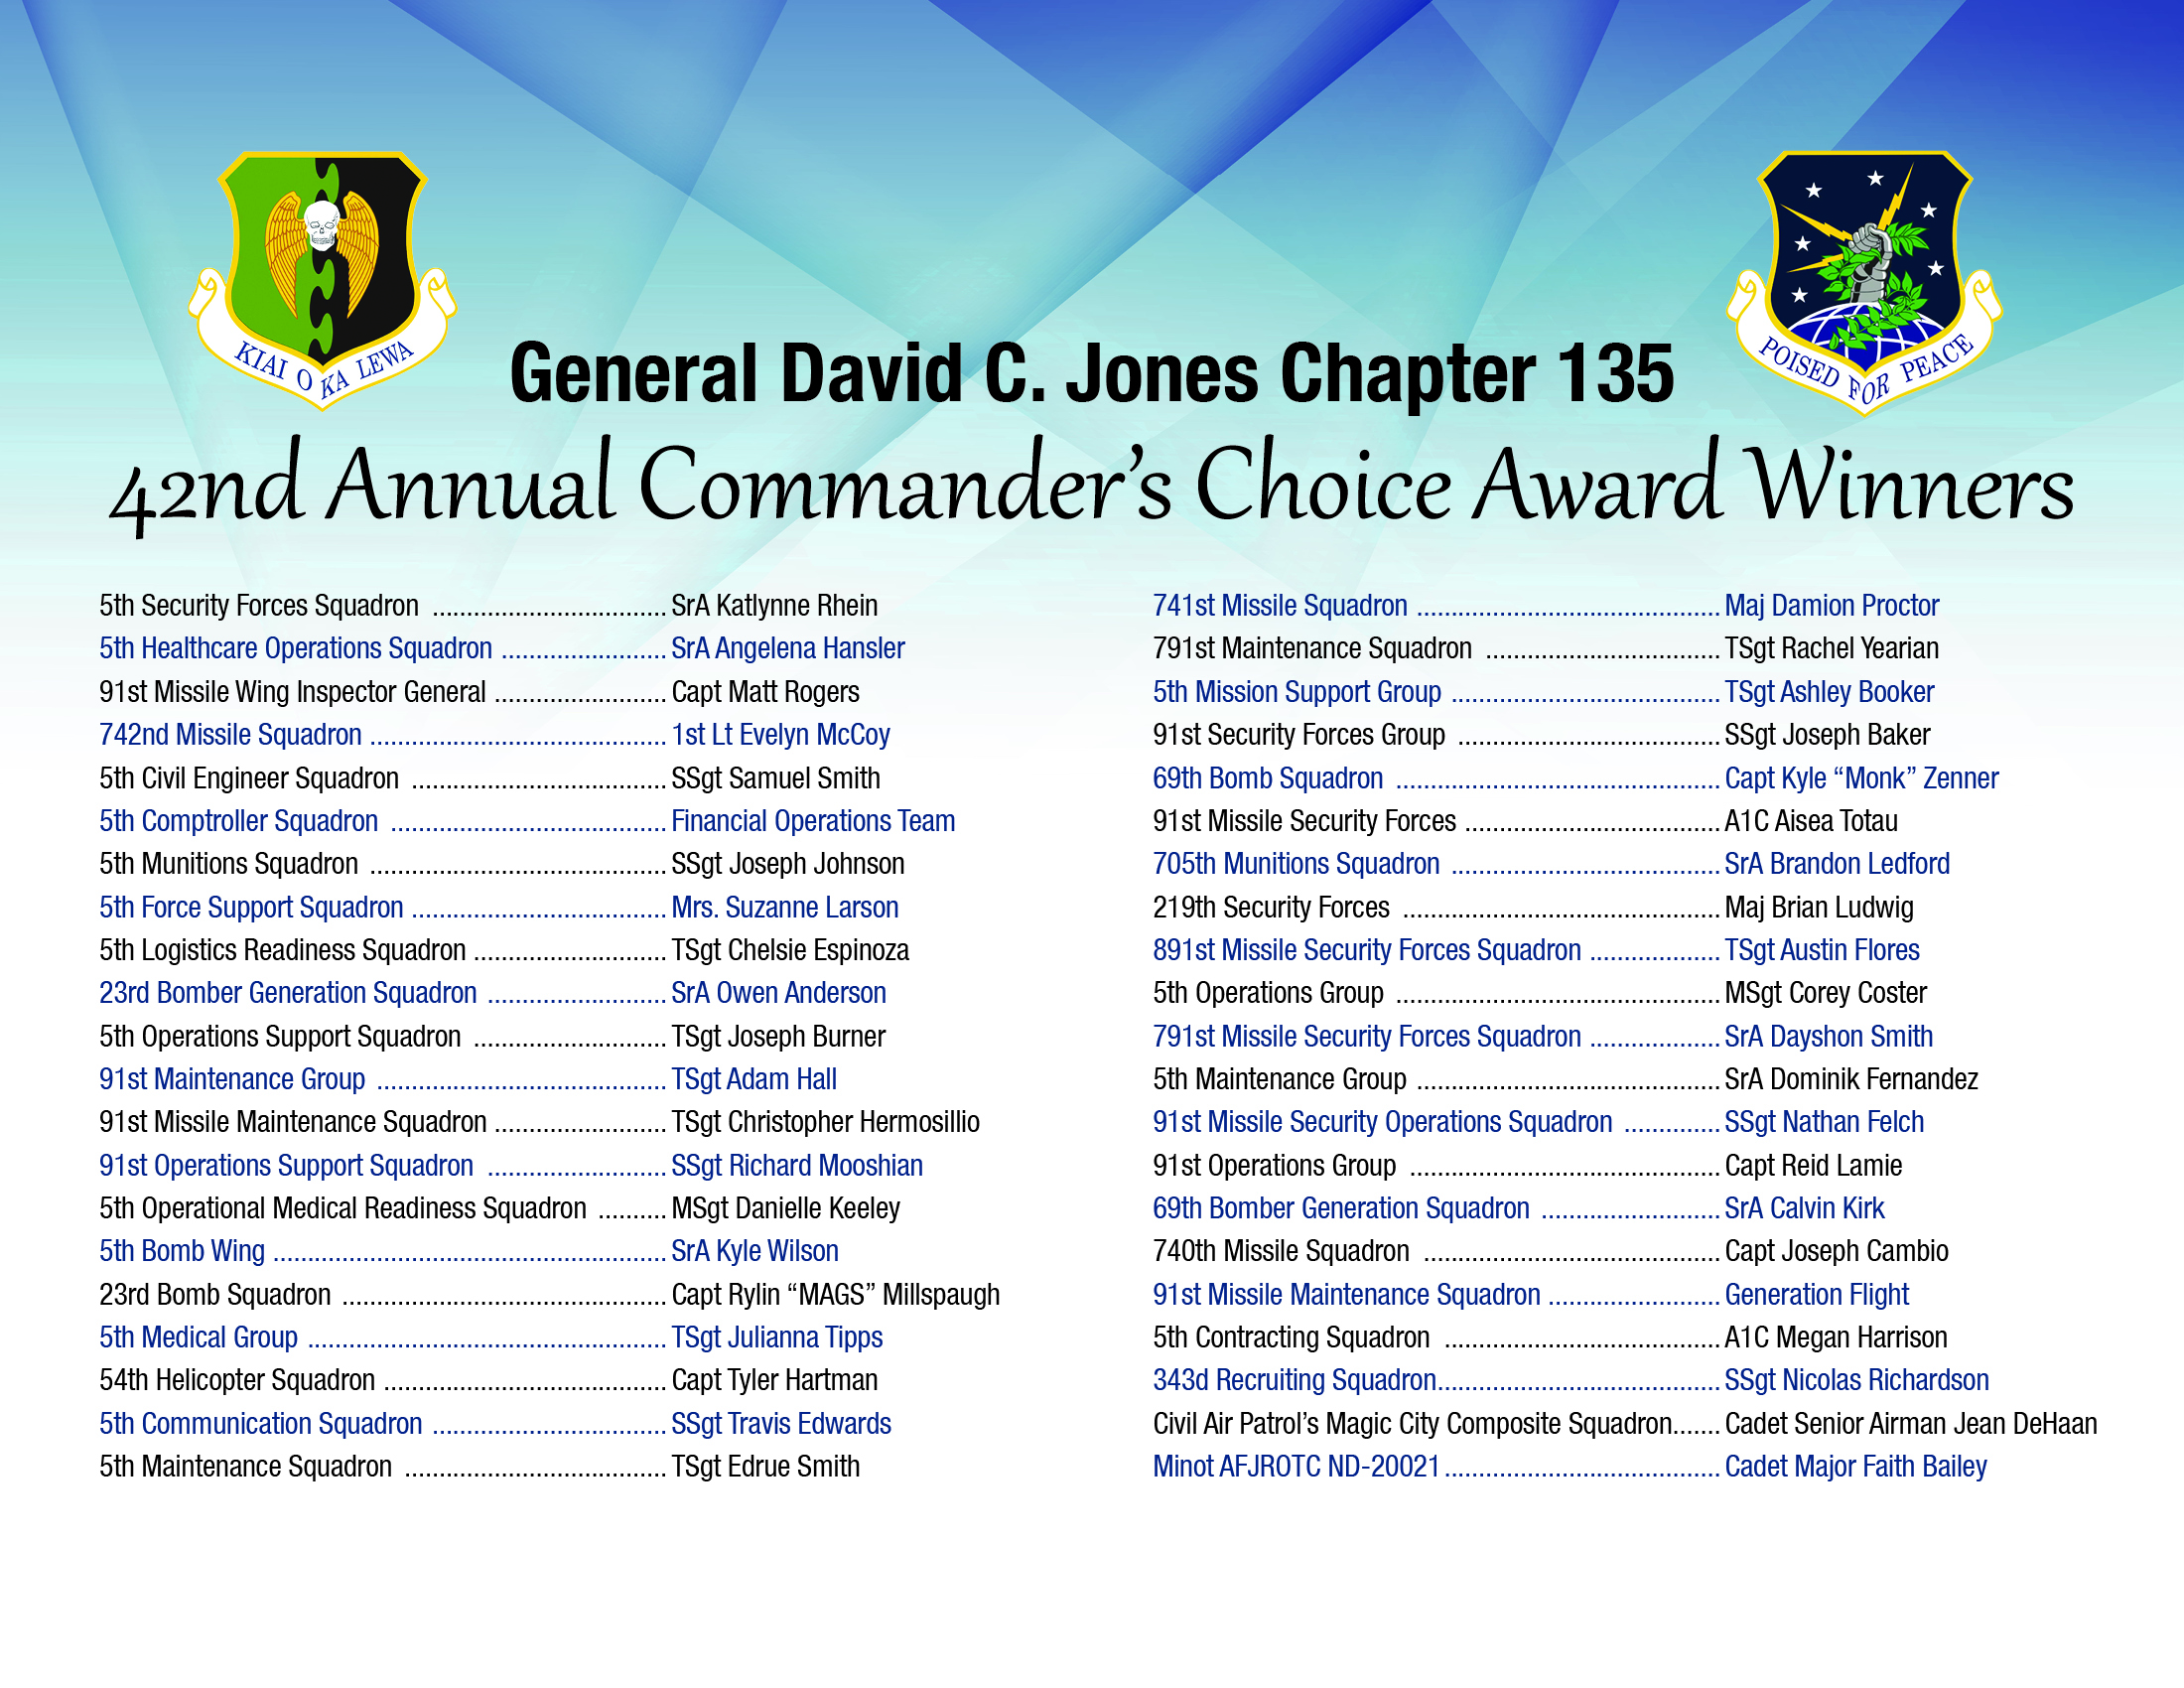 KIAI O KA LEWA
POISED FOR PEACE
General David C. Jones Chapter 135
42nd Annual Commander's Choice Award Winners
5th Security Forces Squadron .................................. SrA Katlynne Rhein
5th Healthcare Operations Squadron ........................ SrA Angelena Hansler
91st Missile Wing Inspector General ......................... Capt Matt Rogers
742nd Missile Squadron ........................................... 1st Lt Evelyn McCoy
5th Civil Engineer Squadron ..................................... SSgt Samuel Smith
5th Comptroller Squadron ........................................ Financial Operations Team
5th Munitions Squadron ........................................... SSgt Joseph Johnson
5th Force Support Squadron ..................................... Mrs. Suzanne Larson
5th Logistics Readiness Squadron ............................ TSgt Chelsie Espinoza
23rd Bomber Generation Squadron .......................... SrA Owen Anderson
5th Operations Support Squadron ............................ TSgt Joseph Burner
91st Maintenance Group .......................................... TSgt Adam Hall
91st Missile Maintenance Squadron ......................... TSgt Christopher Hermosillio
91st Operations Support Squadron .......................... SSgt Richard Mooshian
5th Operational Medical Readiness Squadron .......... MSgt Danielle Keeley
5th Bomb Wing ......................................................... SrA Kyle Wilson
23rd Bomb Squadron ............................................... Capt Rylin “MAGS” Millspaugh
5th Medical Group .................................................... TSgt Julianna Tipps
54th Helicopter Squadron ......................................... Capt Tyler Hartman
5th Communication Squadron .................................. SSgt Travis Edwards
5th Maintenance Squadron ...................................... TSgt Edrue Smith
741st Missile Squadron ............................................ Maj Damion Proctor
791st Maintenance Squadron .................................. TSgt Rachel Yearian
5th Mission Support Group ....................................... TSgt Ashley Booker
91st Security Forces Group ...................................... SSgt Joseph Baker
69th Bomb Squadron ............................................... Capt Kyle “Monk” Zenner
91st Missile Security Forces ..................................... A1C Aisea Totau
705th Munitions Squadron ....................................... SrA Brandon Ledford
219th Security Forces .............................................. Maj Brian Ludwig
891st Missile Security Forces Squadron ................... TSgt Austin Flores
5th Operations Group ............................................... MSgt Corey Coster
791st Missile Security Forces Squadron ................... SrA Dayshon Smith
5th Maintenance Group ............................................ SrA Dominik Fernandez
91st Missile Security Operations Squadron .............. SSgt Nathan Felch
91st Operations Group ............................................. Capt Reid Lamie
69th Bomber Generation Squadron .......................... SrA Calvin Kirk
740th Missile Squadron ........................................... Capt Joseph Cambio
91st Missile Maintenance Squadron ......................... Generation Flight
5th Contracting Squadron ........................................ A1C Megan Harrison
343d Recruiting Squadron......................................... SSgt Nicolas Richardson
Civil Air Patrol’s Magic City Composite Squadron....... Cadet Senior Airman Jean DeHaan
Minot AFJROTC ND-20021 ........................................ Cadet Major Faith Bailey